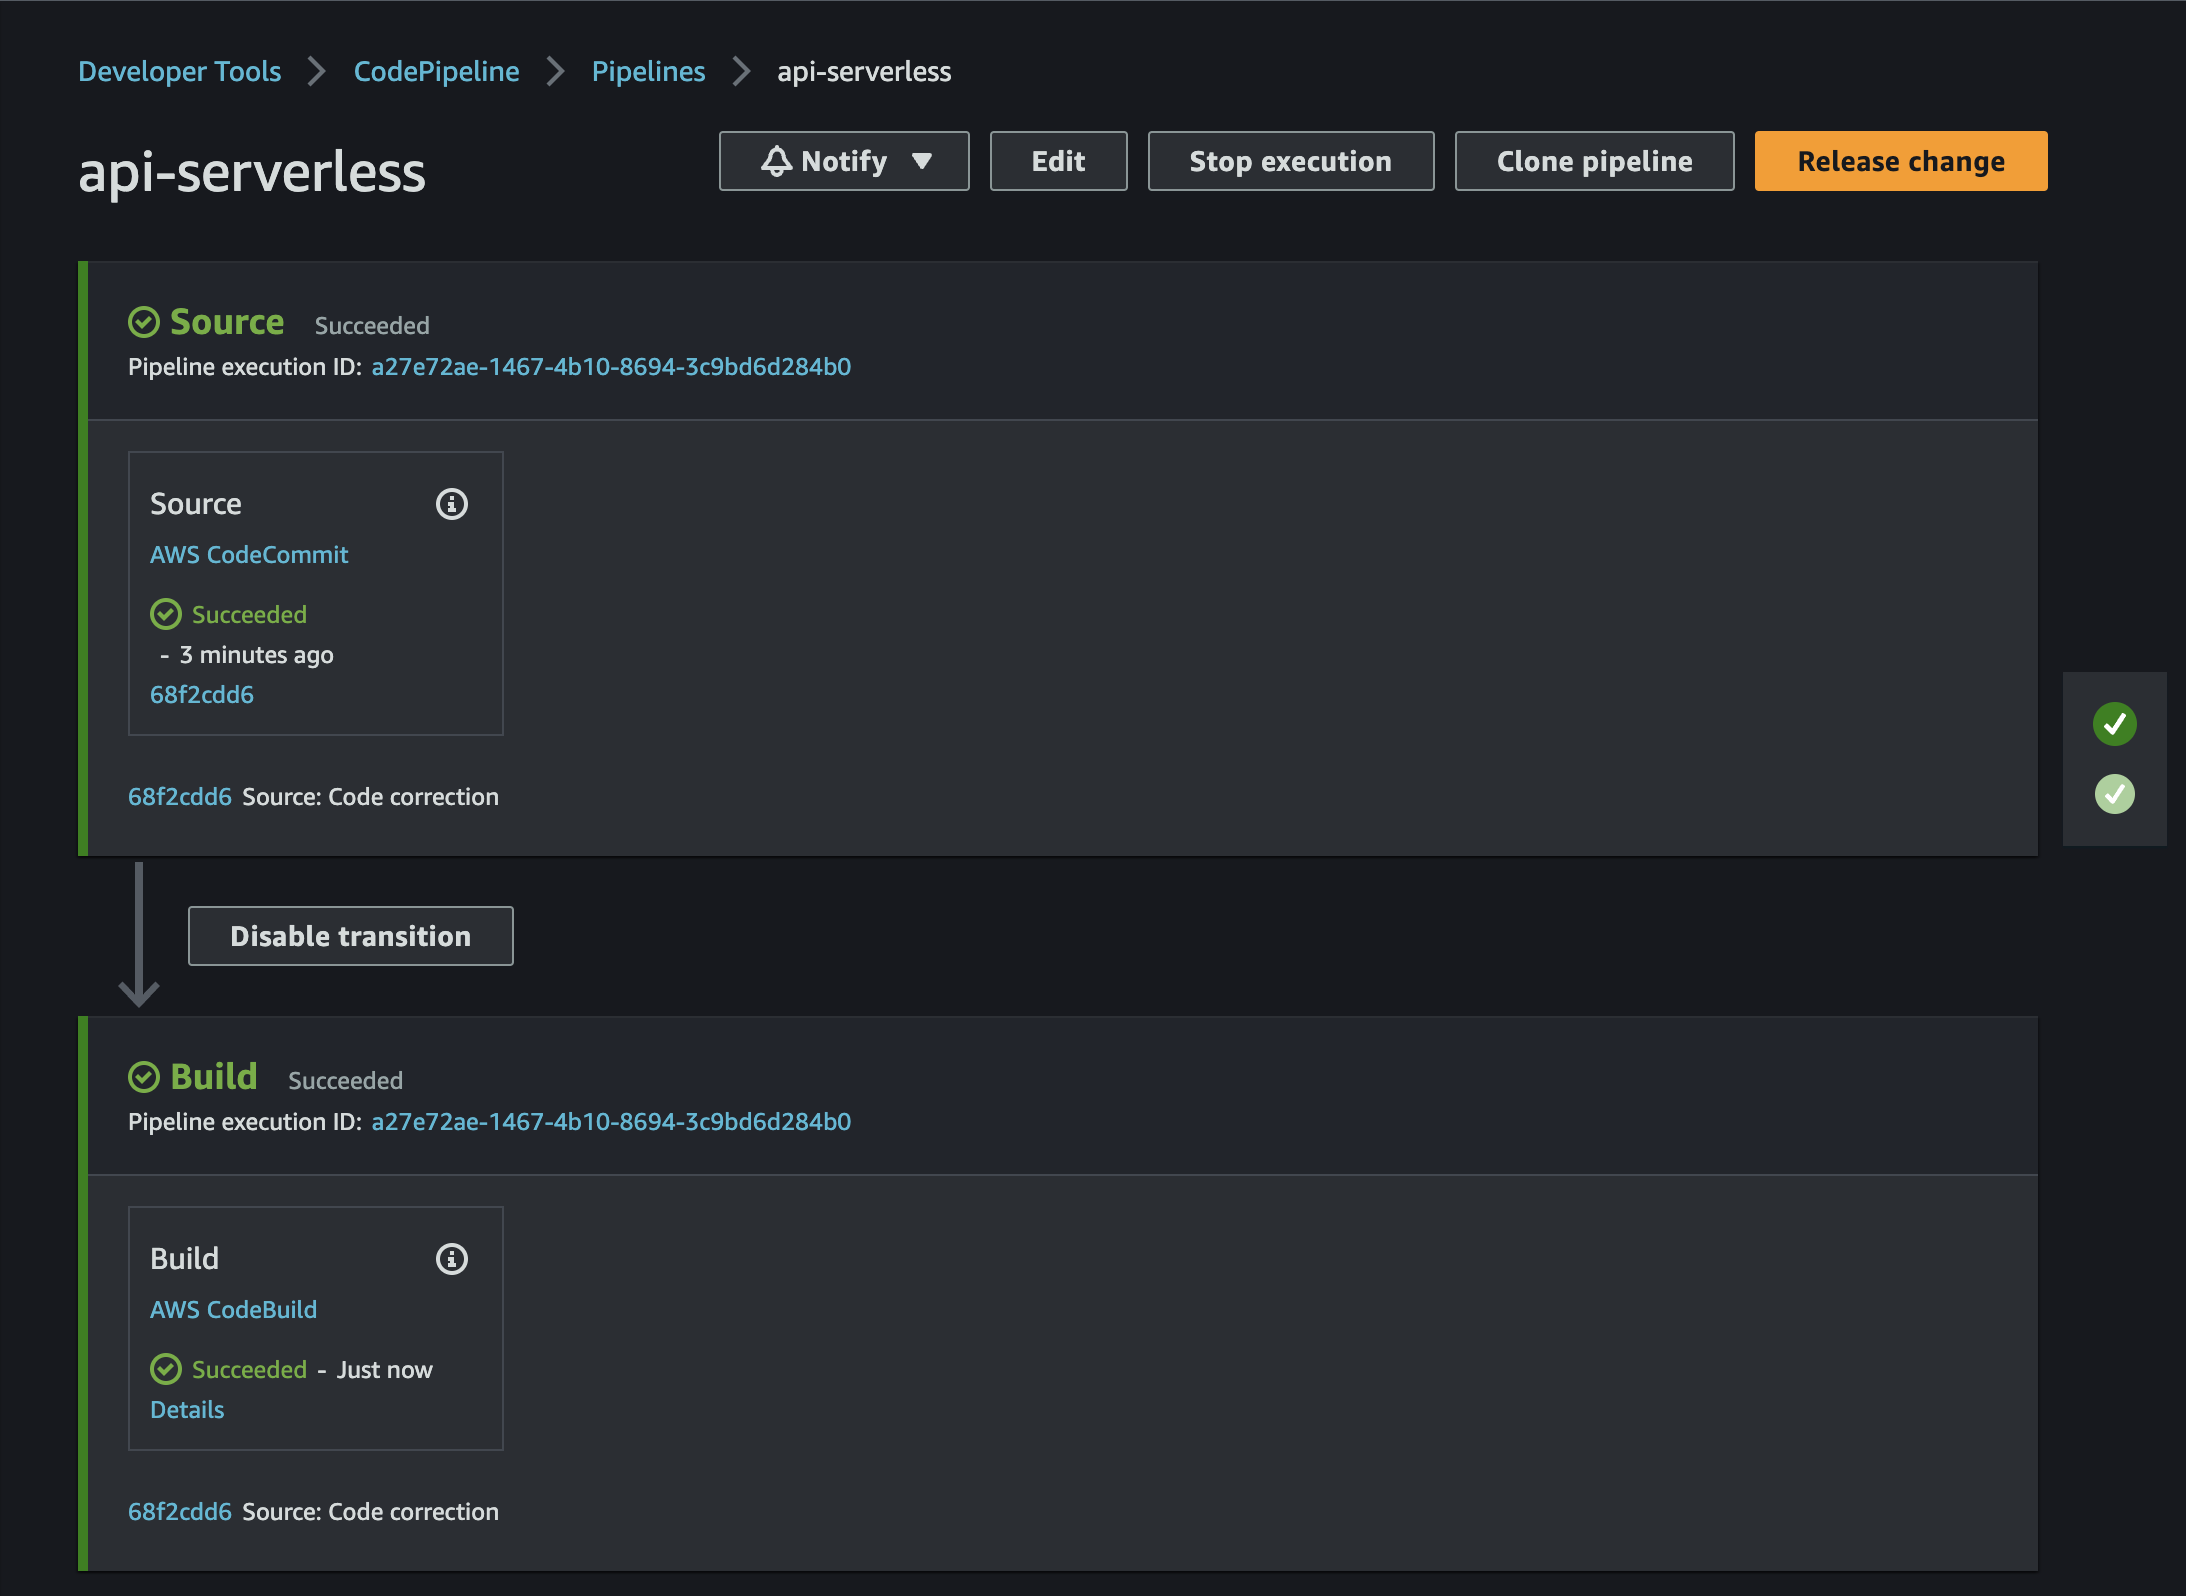 Developer Tools CodePipeline Pipelines api-serverless
api-serverless
Notify Edit Stop execution Clone pipeline Release change
Source Succeeded
Pipeline execution ID: a27e72ae-1467-4b10-8694-3c9bd6d284b0
Source
AWS CodeCommit
Succeeded
- 3 minutes ago
68f2cdd6
68f2cdd6 Source: Code correction
Disable transition
Build Succeeded
Pipeline execution ID: a27e72ae-1467-4b10-8694-3c9bd6d284b0
Build
AWS CodeBuild
Succeeded - Just now
Details
68f2cdd6 Source: Code correction